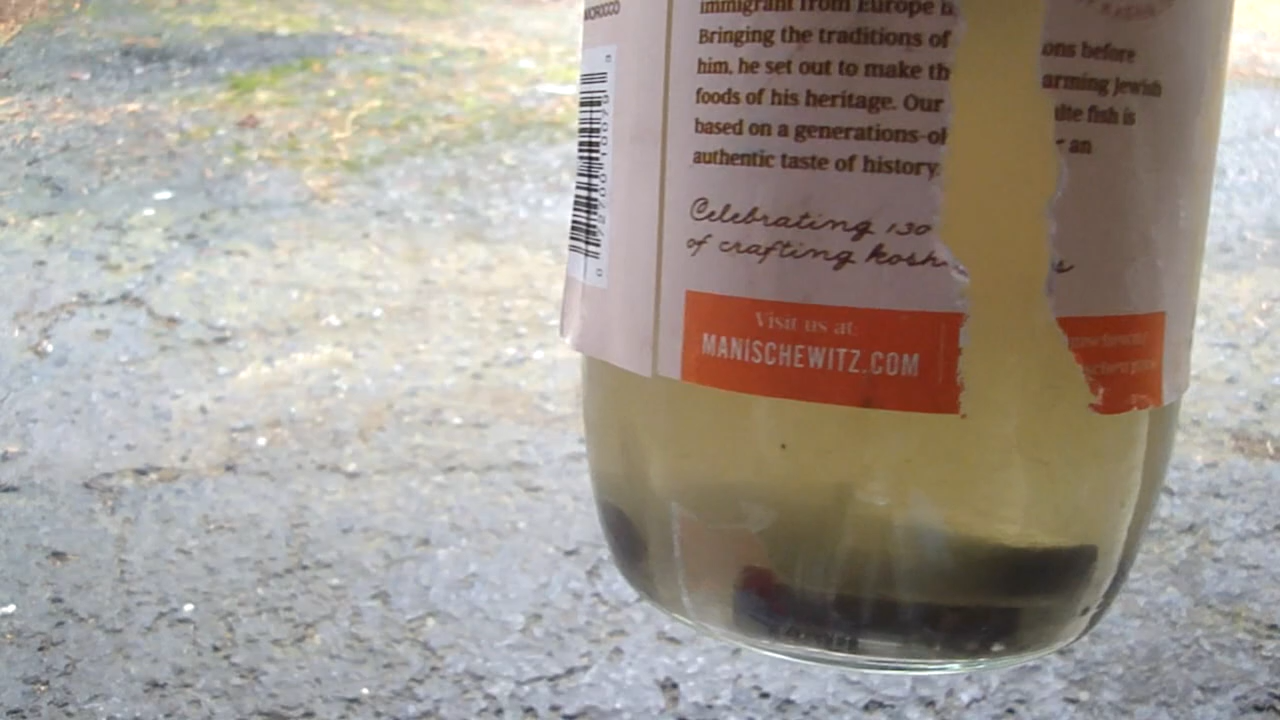 MOROCCO
immigrant from Europe
Bringing the traditions of ons before
him, he set out to make th arming Jewish
foods of his heritage. Our fish is
based on a generations-ol an
authentic taste of history.
Celebrating 130
of crafting kosh s
Visit us at:
MANISCHEWITZ.COM